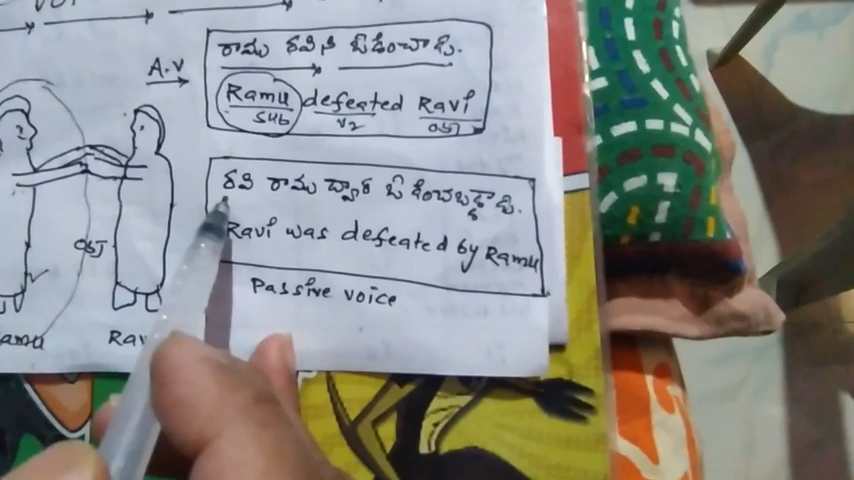 రాము రవిని ఓడించాడు.
A.V
Ramu defeated Ravi
Sub V2 obj
రవి రాము ద్వారా ఓడించబడ్డాడు.
obj
Ravi was defeated by Ramu
Passive voice